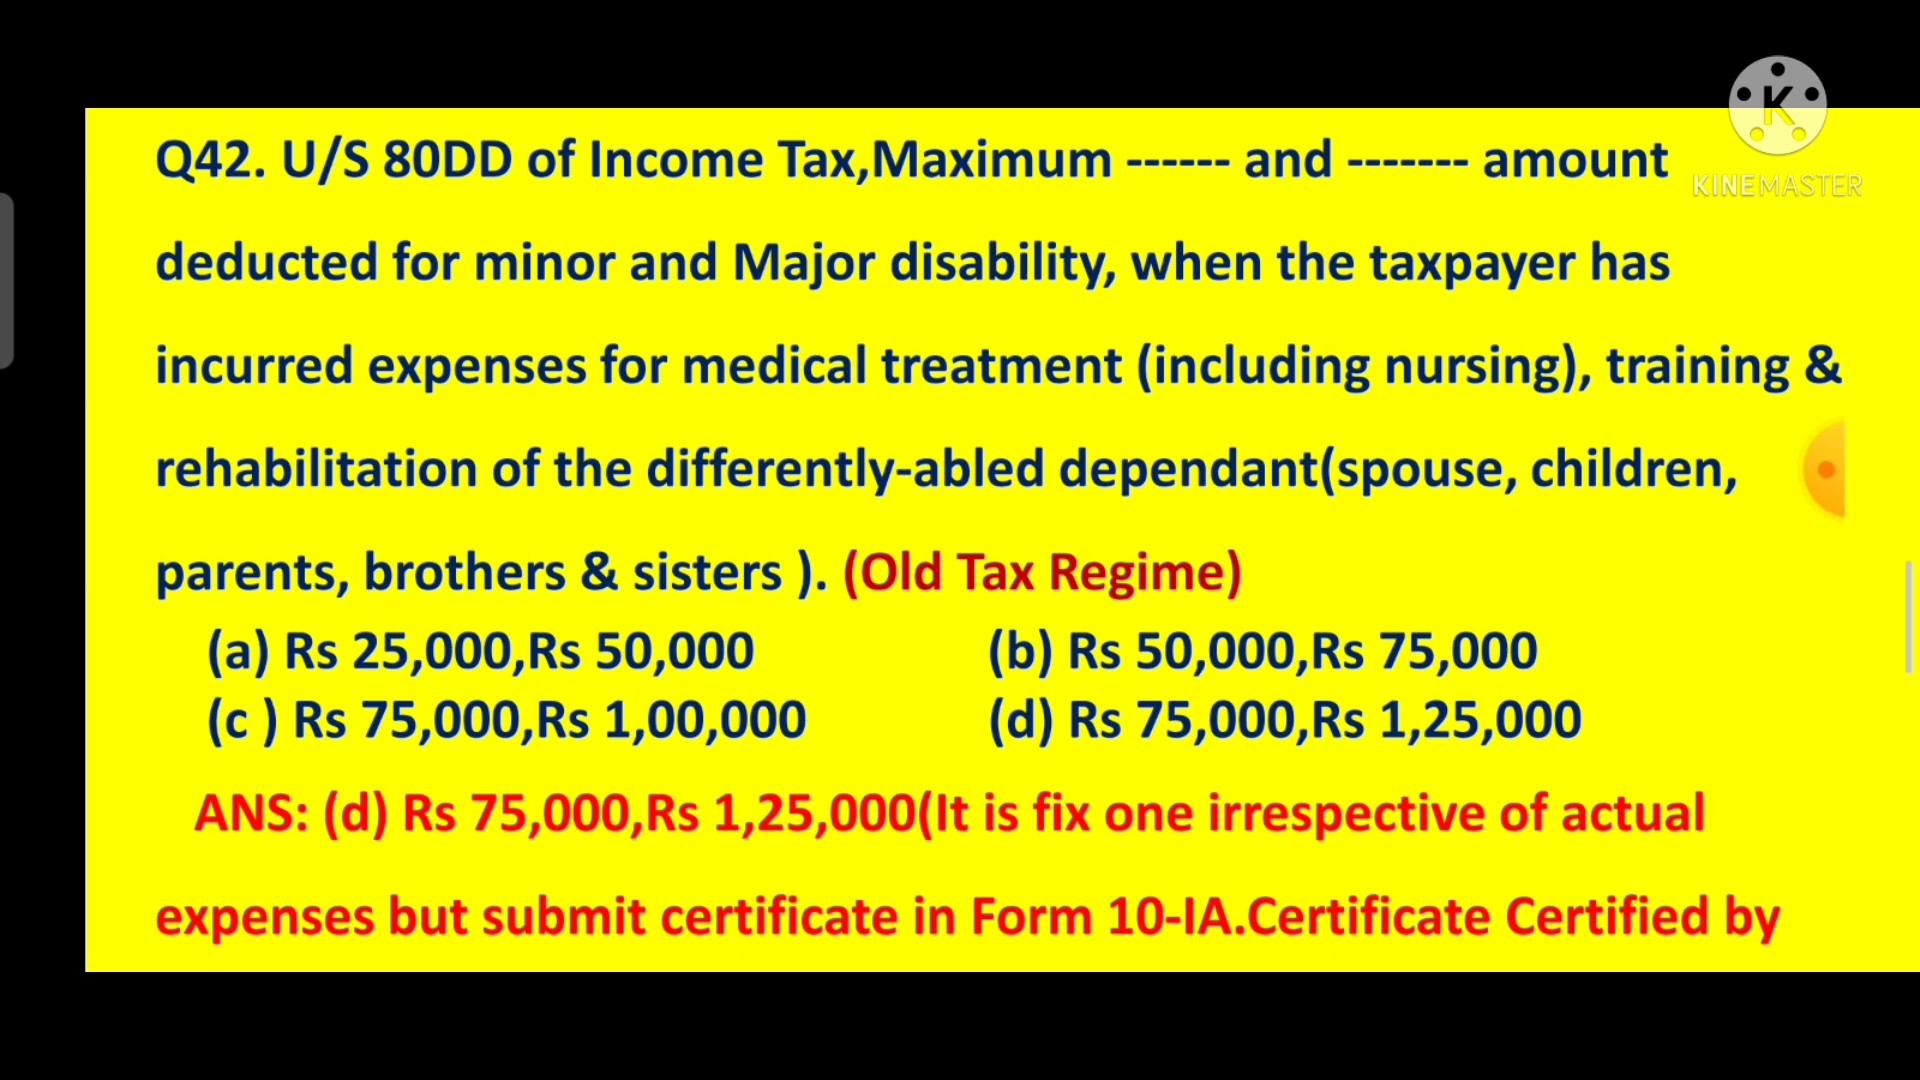 K
KINEMASTER
Q42. U/S 80DD of Income Tax,Maximum ------ and ------- amount
deducted for minor and Major disability, when the taxpayer has
incurred expenses for medical treatment (including nursing), training &
rehabilitation of the differently-abled dependant(spouse, children,
parents, brothers & sisters ). (Old Tax Regime)
(a) Rs 25,000,Rs 50,000 (b) Rs 50,000,Rs 75,000
(c ) Rs 75,000,Rs 1,00,000 (d) Rs 75,000,Rs 1,25,000
ANS: (d) Rs 75,000,Rs 1,25,000(It is fix one irrespective of actual
expenses but submit certificate in Form 10-IA.Certificate Certified by